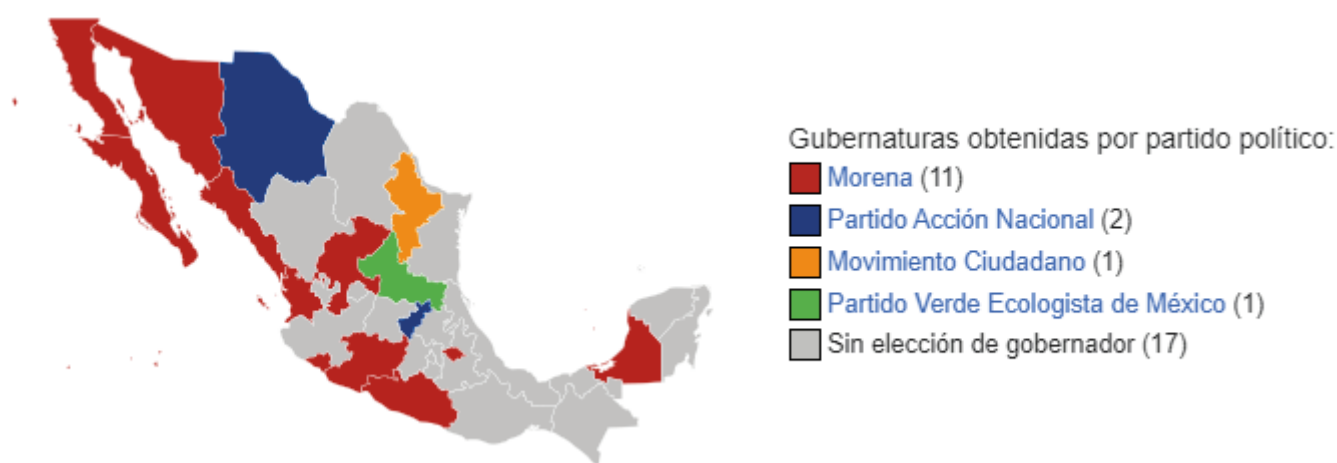 Gubernaturas obtenidas por partido político:
Morena (11)
Partido Acción Nacional (2)
Movimiento Ciudadano (1)
Partido Verde Ecologista de México (1)
Sin elección de gobernador (17)